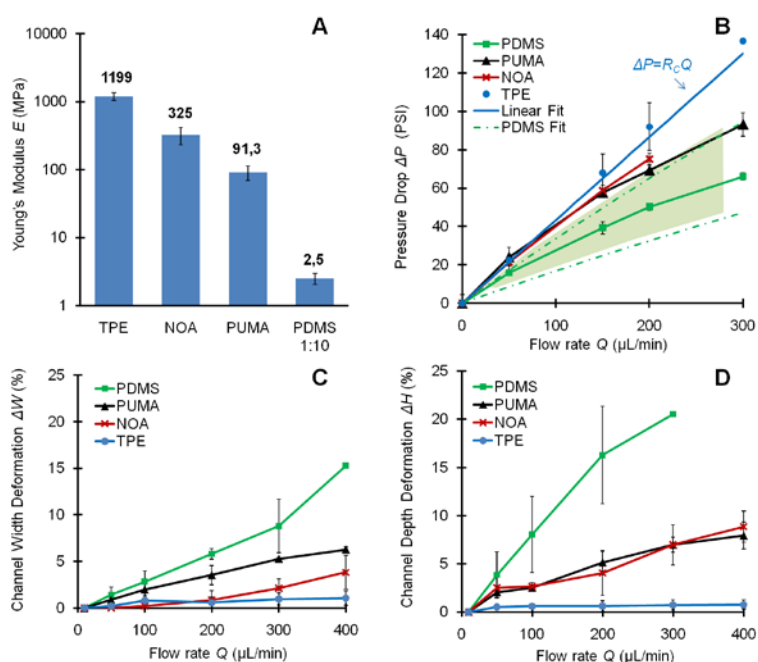 A
Young's Modulus E (MPa)
10000
1000
100
10
1
1199
325
91,3
2,5
TPE
NOA
PUMA
PDMS
1:10
B
Pressure Drop ΔP (PSI)
140
120
100
80
60
40
20
0
PDMS
PUMA
NOA
TPE
Linear Fit
PDMS Fit
ΔP=R_CQ
0
100
200
300
Flow rate Q (µL/min)
C
Channel Width Deformation ΔW (%)
25
20
15
10
5
0
PDMS
PUMA
NOA
TPE
0
100
200
300
400
Flow rate Q (µL/min)
D
Channel Depth Deformation ΔH (%)
25
20
15
10
5
0
PDMS
PUMA
NOA
TPE
0
100
200
300
400
Flow rate Q (µL/min)